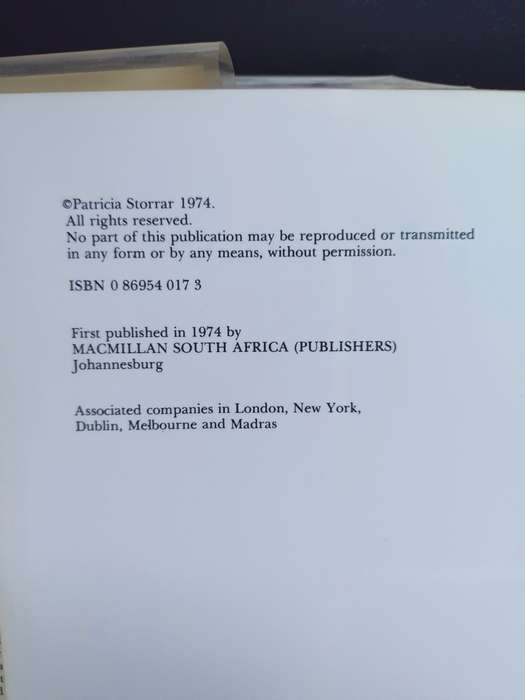 ©Patricia Storrar 1974.
All rights reserved.
No part of this publication may be reproduced or transmitted
in any form or by any means, without permission.
ISBN 0 86954 017 3
First published in 1974 by
MACMILLAN SOUTH AFRICA (PUBLISHERS)
Johannesburg
Associated companies in London, New York,
Dublin, Melbourne and Madras